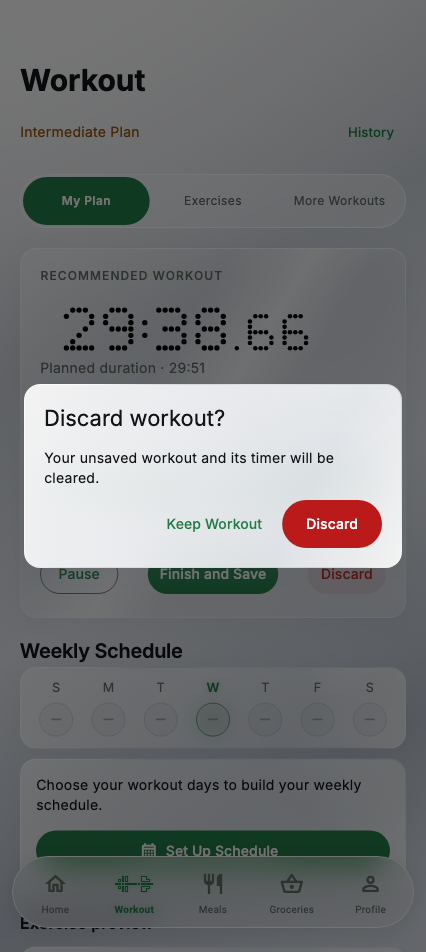 Workout
Intermediate Plan
History
My Plan
Exercises
More Workouts
RECOMMENDED WORKOUT
29:38.66
Planned duration · 29:51
Discard workout?
Your unsaved workout and its timer will be
cleared.
Keep Workout
Discard
Pause
Finish and Save
Discard
Weekly Schedule
S M T W T F S
Choose your workout days to build your weekly
schedule.
Set Up Schedule
Home
Workout
Meals
Groceries
Profile
Exercise preview